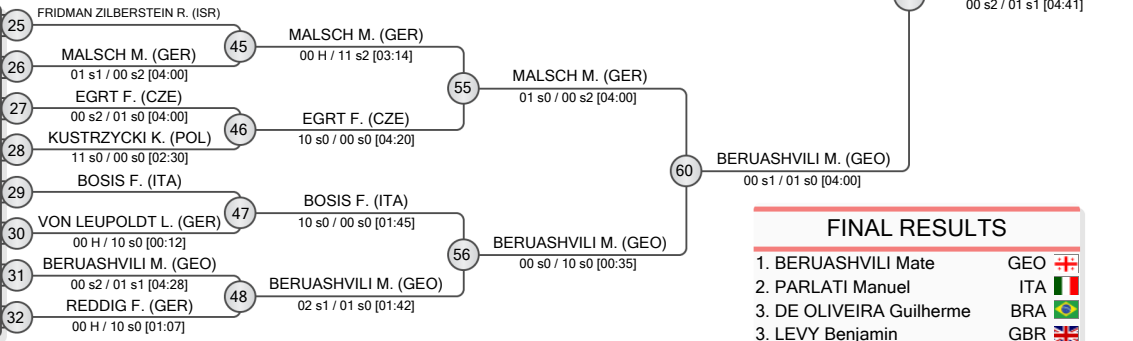 00 s2 / 01 s1 [04:41]
25
FRIDMAN ZILBERSTEIN R. (ISR)
45
MALSCH M. (GER)
00 H / 11 s2 [03:14]
26
MALSCH M. (GER)
01 s1 / 00 s2 [04:00]
55
MALSCH M. (GER)
01 s0 / 00 s2 [04:00]
27
EGRT F. (CZE)
00 s2 / 01 s0 [04:00]
46
EGRT F. (CZE)
10 s0 / 00 s0 [04:20]
28
KUSTRZYCKI K. (POL)
11 s0 / 00 s0 [02:30]
60
BERUASHVILI M. (GEO)
00 s1 / 01 s0 [04:00]
29
BOSIS F. (ITA)
47
BOSIS F. (ITA)
10 s0 / 00 s0 [01:45]
30
VON LEUPOLDT L. (GER)
00 H / 10 s0 [00:12]
56
BERUASHVILI M. (GEO)
00 s0 / 10 s0 [00:35]
31
BERUASHVILI M. (GEO)
00 s2 / 01 s1 [04:28]
48
BERUASHVILI M. (GEO)
02 s1 / 01 s0 [01:42]
32
REDDIG F. (GER)
00 H / 10 s0 [01:07]
FINAL RESULTS
1. BERUASHVILI Mate GEO
2. PARLATI Manuel ITA
3. DE OLIVEIRA Guilherme BRA
3. LEVY Benjamin GBR